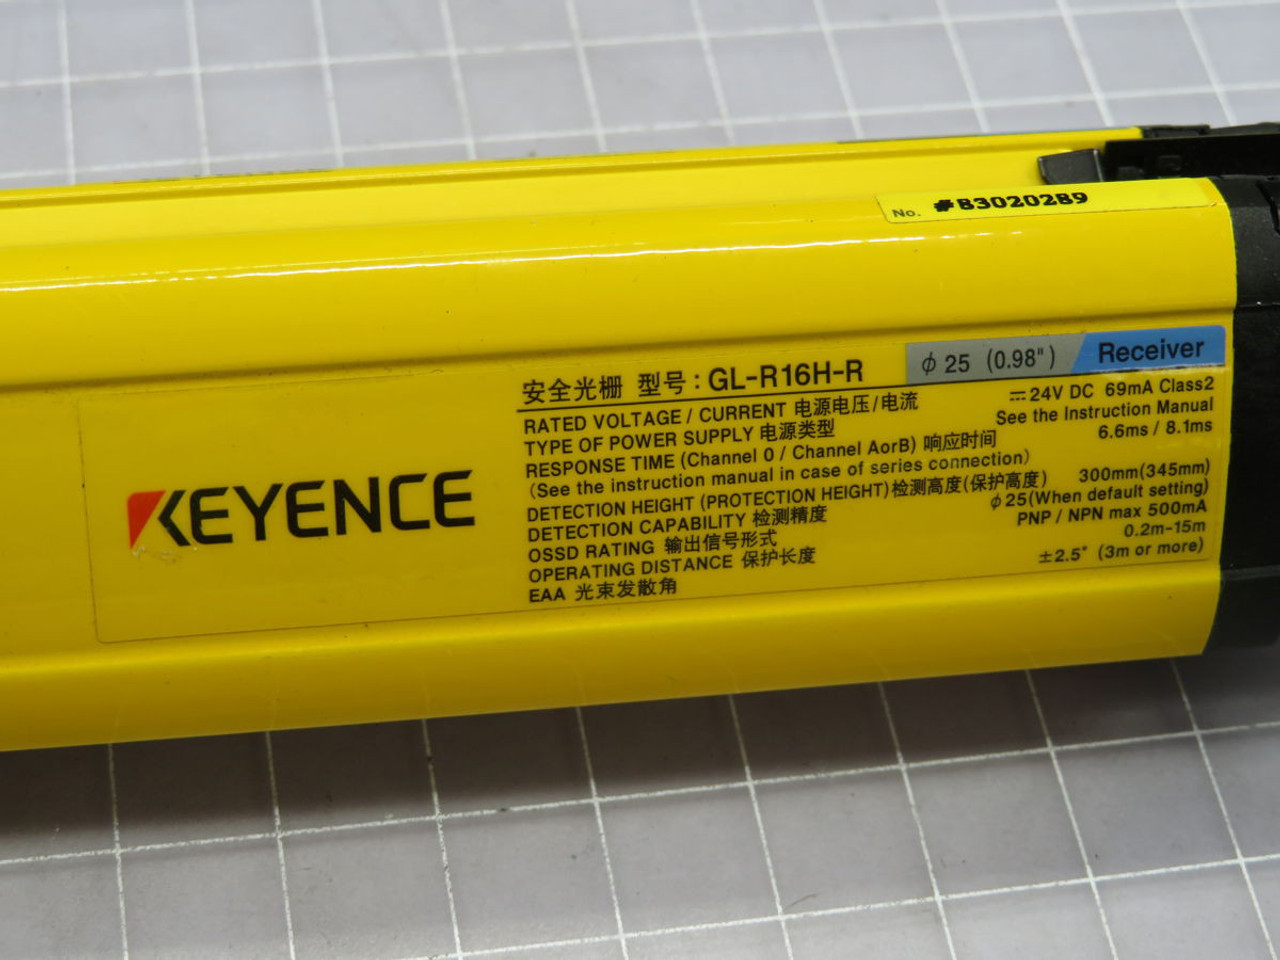 No. #B30202B9
KEYENCE
安全光栅 型号：GL-R16H-R φ25 (0.98") Receiver
RATED VOLTAGE / CURRENT 电源电压/电流 ⎓24V DC 69mA Class2
TYPE OF POWER SUPPLY 电源类型 See the Instruction Manual
RESPONSE TIME (Channel 0 / Channel AorB) 响应时间 6.6ms / 8.1ms
(See the instruction manual in case of series connection)
DETECTION HEIGHT (PROTECTION HEIGHT)检测高度(保护高度) 300mm(345mm)
DETECTION CAPABILITY 检测精度 φ25(When default setting)
OSSD RATING 输出信号形式 PNP / NPN max 500mA
OPERATING DISTANCE 保护长度 0.2m-15m
EAA 光束发散角 ±2.5° (3m or more)